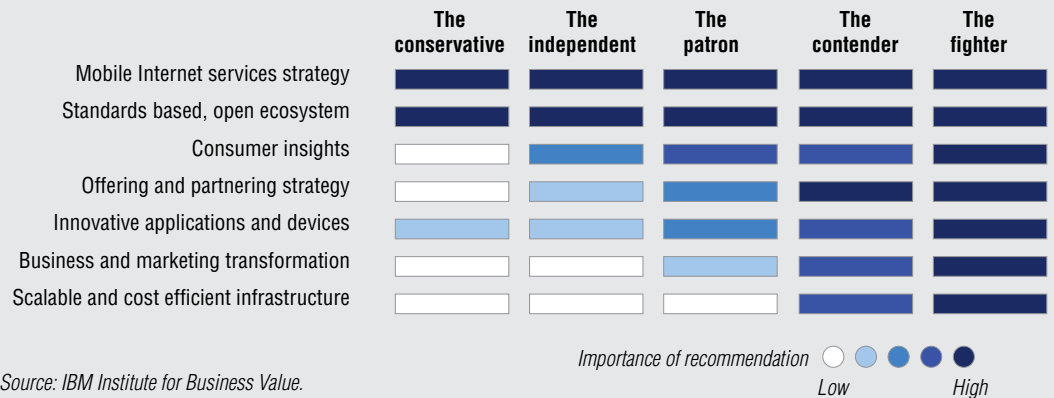 The conservative
The independent
The patron
The contender
The fighter
Mobile Internet services strategy
Standards based, open ecosystem
Consumer insights
Offering and partnering strategy
Innovative applications and devices
Business and marketing transformation
Scalable and cost efficient infrastructure
Importance of recommendation
Low High
Source: IBM Institute for Business Value.